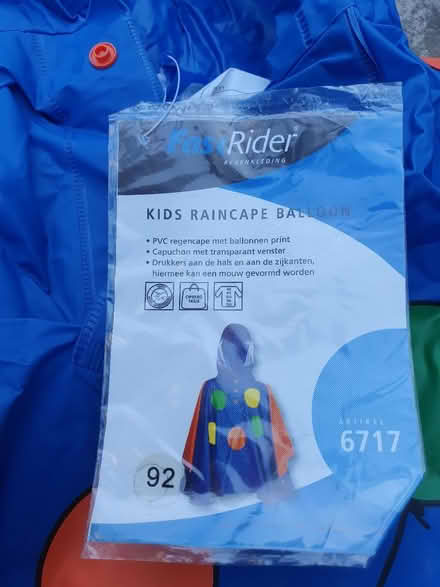 FastRider
REGENKLEDING
KIDS RAINCAPE BALLOON
• PVC regencape met ballonnen print
• Capuchon met transparant venster
• Drukkers aan de hals en aan de zijkanten,
hiermee kan een mouw gevormd worden
ARTIKEL
6717
92